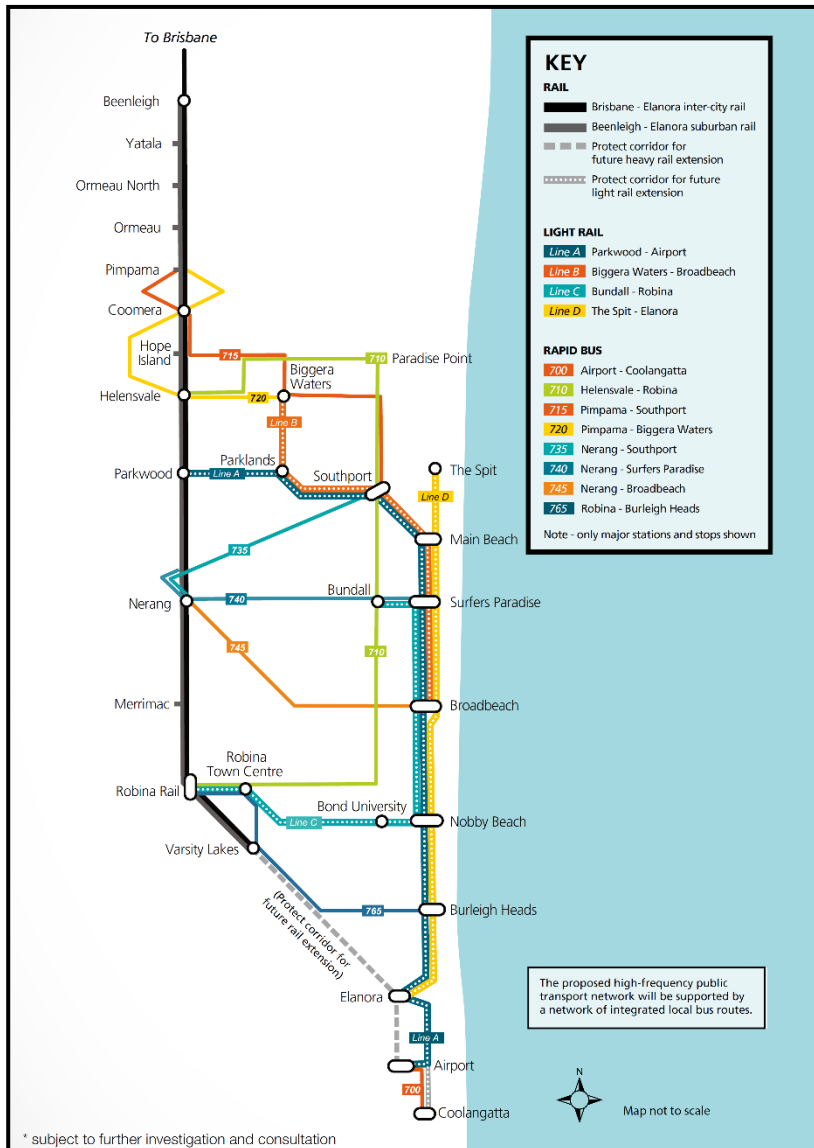 To Brisbane
Beenleigh
Yatala
Ormeau North
Ormeau
Pimpama
Coomera
Hope
Island
715
710
Paradise Point
Biggera
Waters
Helensvale
720
Line B
Parklands
Parkwood
Line A
Southport
The Spit
Line D
Main Beach
735
Bundall
Nerang
740
Surfers Paradise
745
710
Merrimac
Broadbeach
Robina
Town Centre
Robina Rail
Bond University
Line C
Nobby Beach
Varsity Lakes
(Protect corridor for
future rail extension)
765
Burleigh Heads
Elanora
Line A
Airport
700
Coolangatta
* subject to further investigation and consultation
KEY
RAIL
Brisbane - Elanora inter-city rail
Beenleigh - Elanora suburban rail
Protect corridor for
future heavy rail extension
Protect corridor for future
light rail extension
LIGHT RAIL
Line A Parkwood - Airport
Line B Biggera Waters - Broadbeach
Line C Bundall - Robina
Line D The Spit - Elanora
RAPID BUS
700 Airport - Coolangatta
710 Helensvale - Robina
715 Pimpama - Southport
720 Pimpama - Biggera Waters
735 Nerang - Southport
740 Nerang - Surfers Paradise
745 Nerang - Broadbeach
765 Robina - Burleigh Heads
Note - only major stations and stops shown
The proposed high-frequency public
transport network will be supported by
a network of integrated local bus routes.
N
Map not to scale